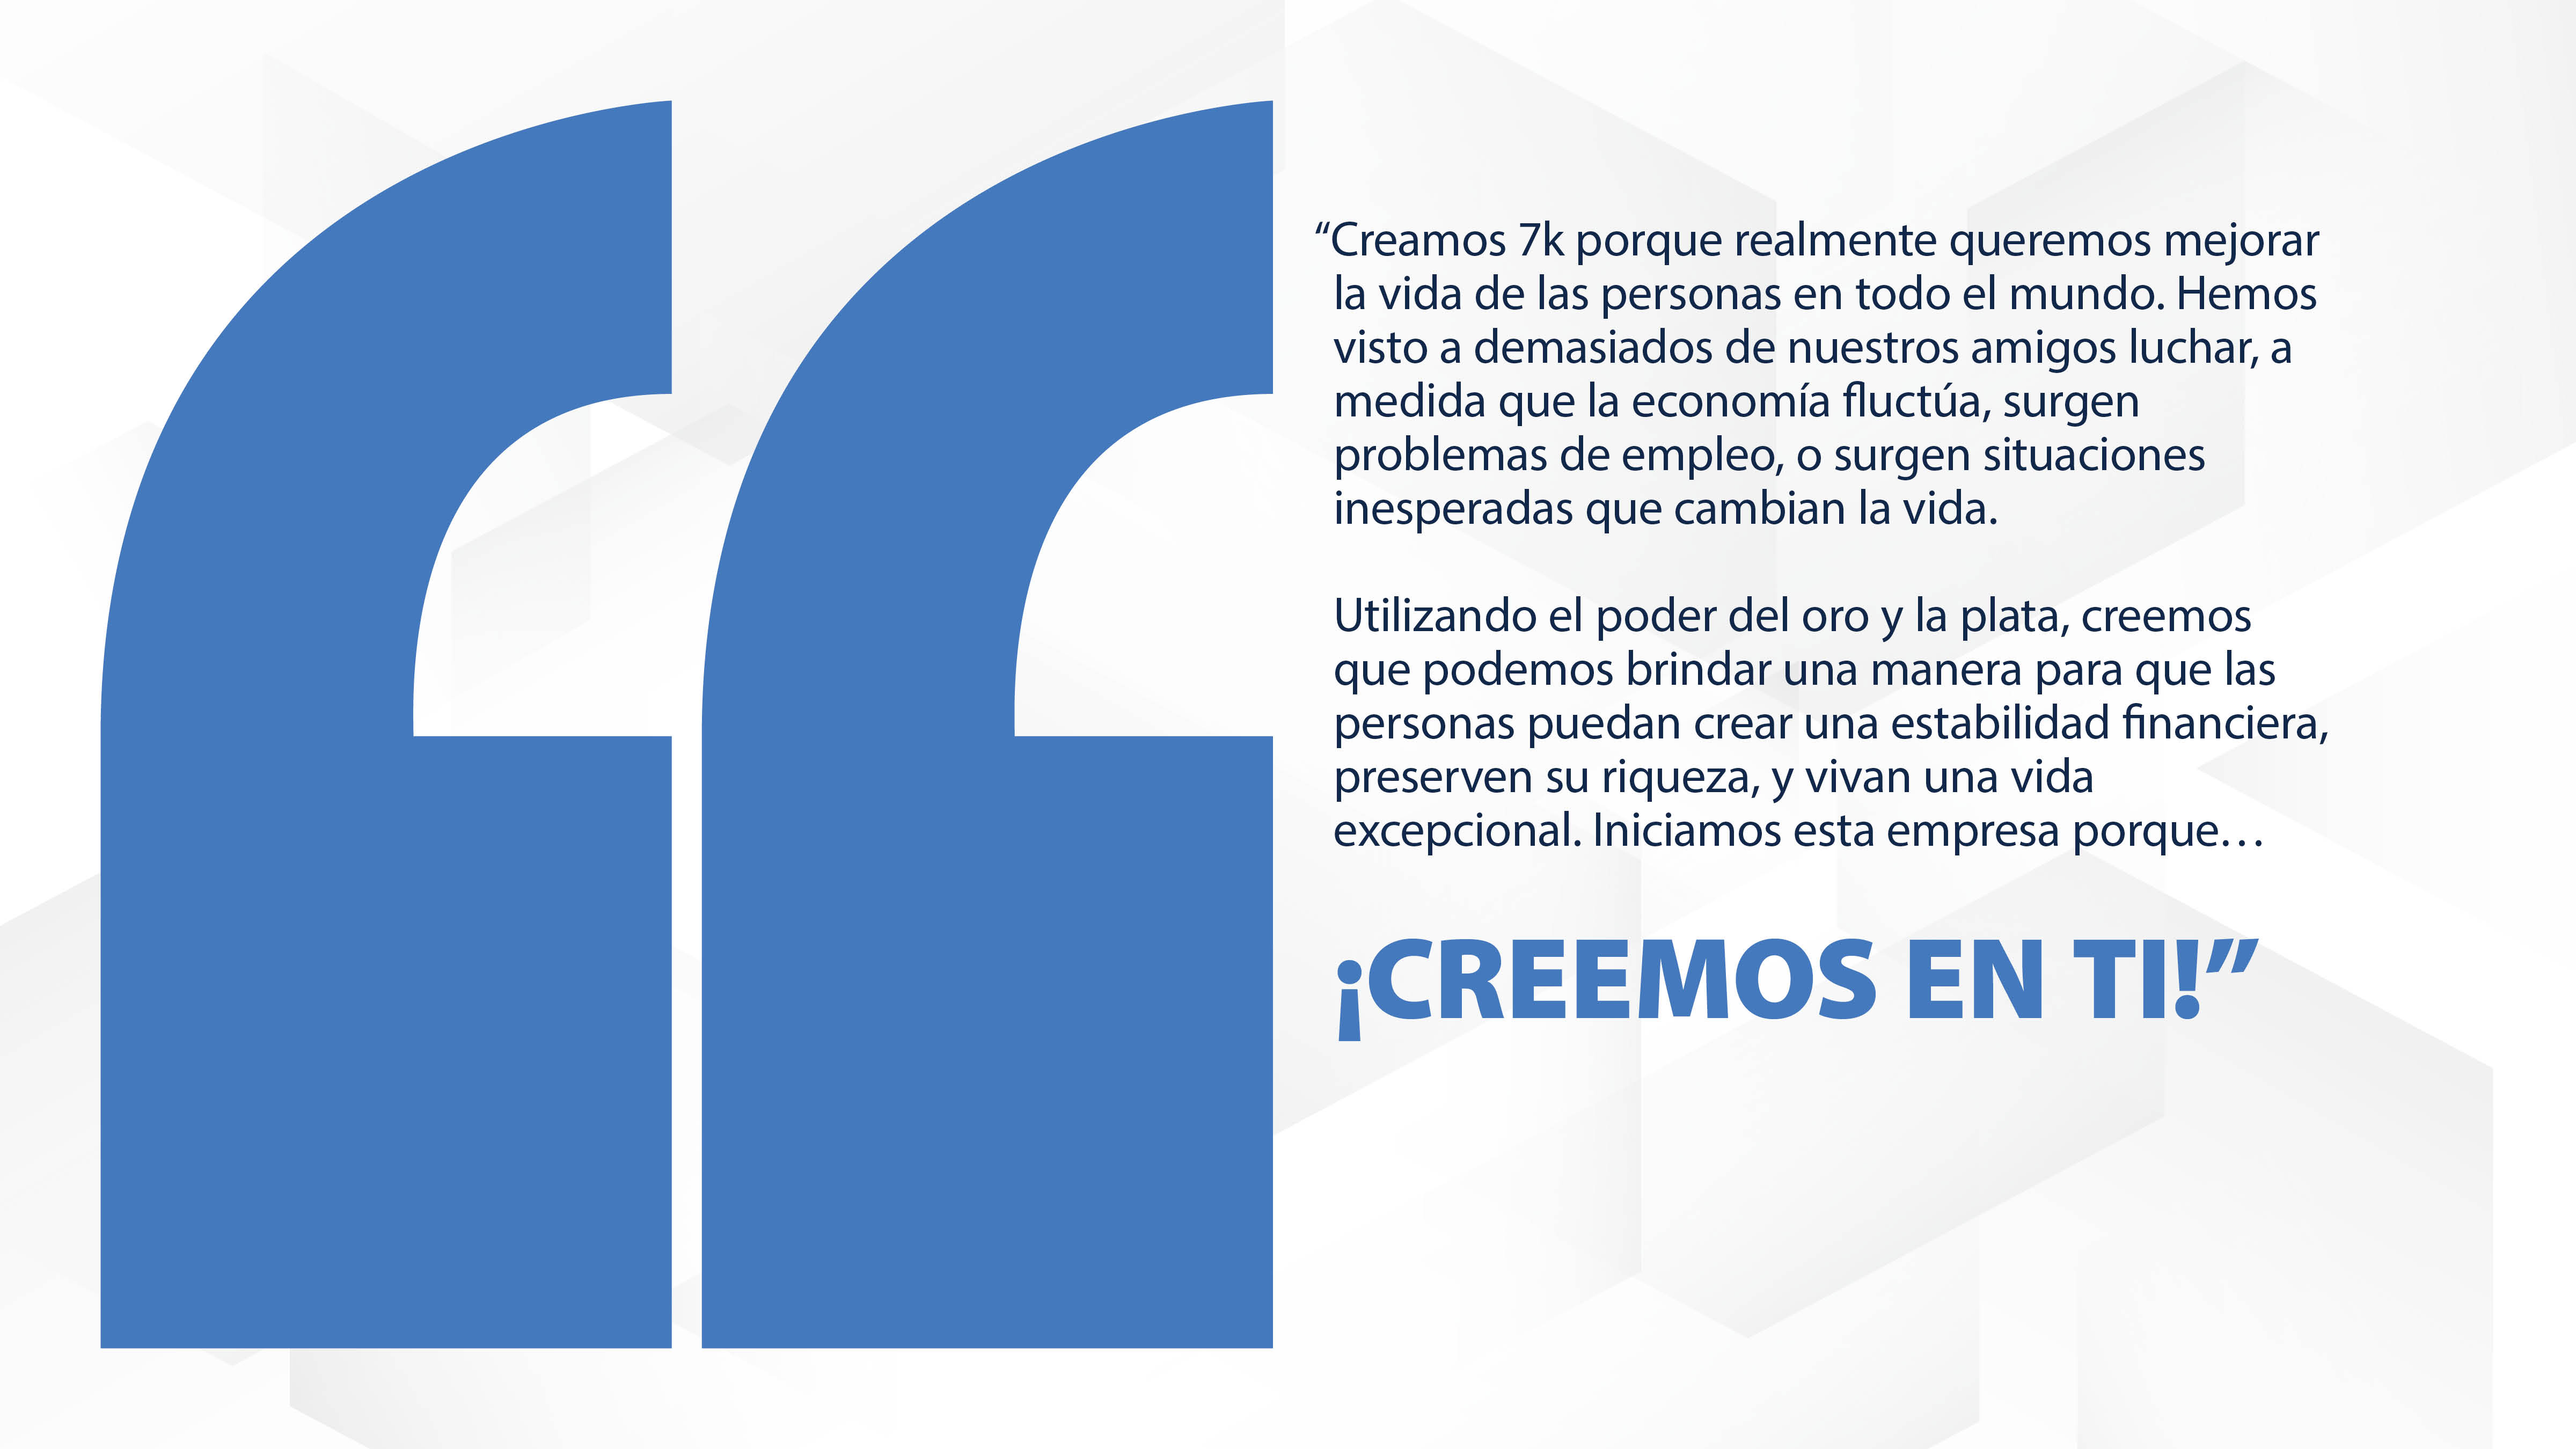 “Creamos 7k porque realmente queremos mejorar
la vida de las personas en todo el mundo. Hemos
visto a demasiados de nuestros amigos luchar, a
medida que la economía fluctúa, surgen
problemas de empleo, o surgen situaciones
inesperadas que cambian la vida.
Utilizando el poder del oro y la plata, creemos
que podemos brindar una manera para que las
personas puedan crear una estabilidad financiera,
preserven su riqueza, y vivan una vida
excepcional. Iniciamos esta empresa porque…
¡CREEMOS EN TI!”